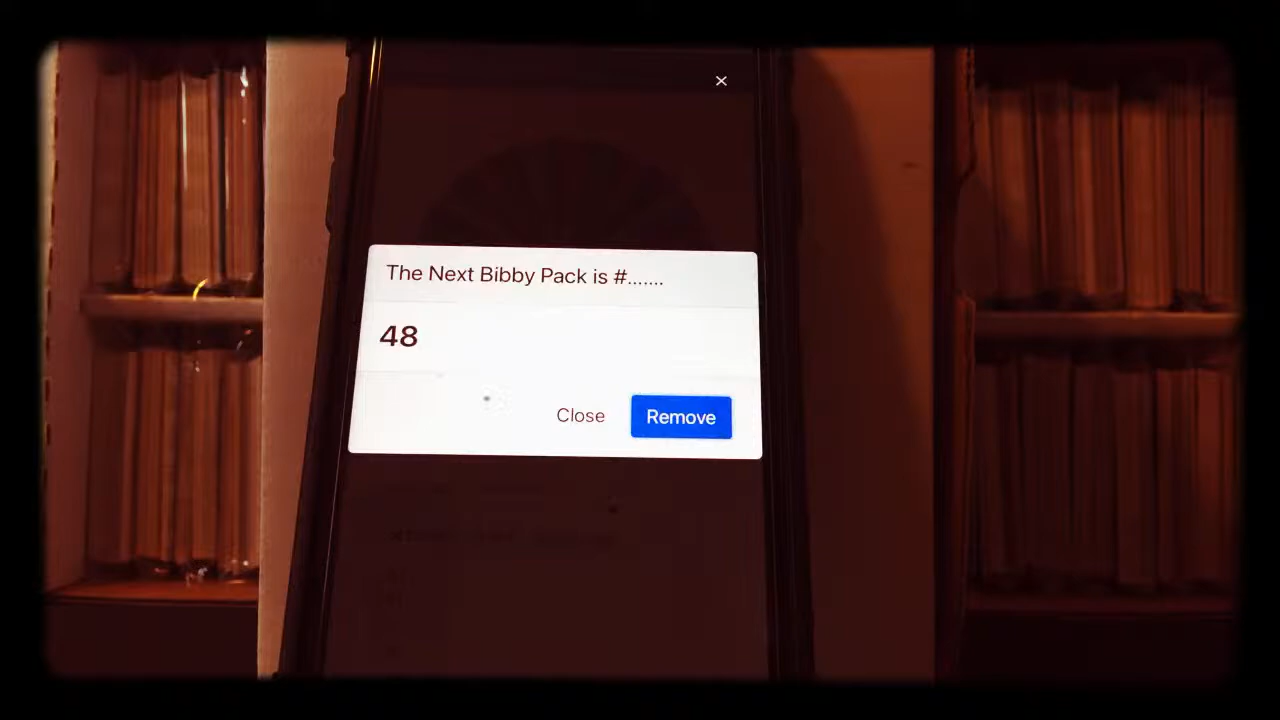 ×
The Next Bibby Pack is #.......
48
Close
Remove